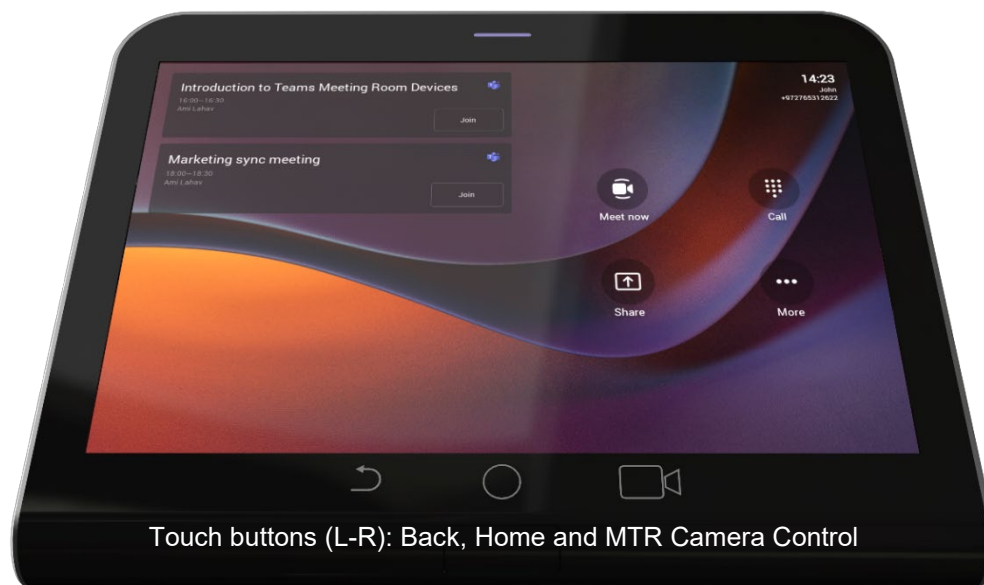 Introduction to Teams Meeting Room Devices
16:00–16:30
Ami Lahav
Join
Marketing sync meeting
18:00–18:30
Ami Lahav
Join
14:23
John
+972765312622
Meet now
Call
Share
More
Touch buttons (L-R): Back, Home and MTR Camera Control